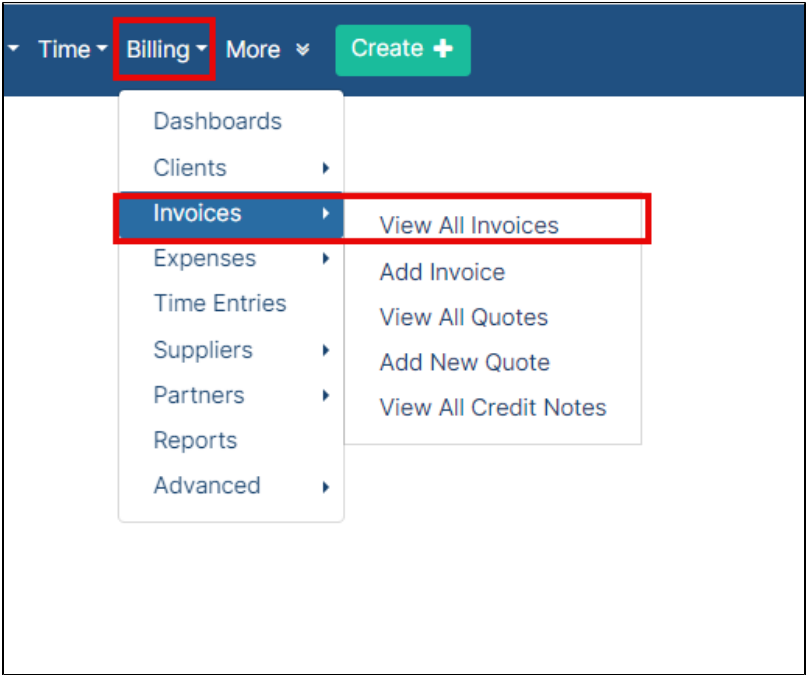 Time Billing More Create +
Dashboards
Clients
Invoices
View All Invoices
Expenses
Add Invoice
Time Entries
View All Quotes
Suppliers
Add New Quote
Partners
View All Credit Notes
Reports
Advanced